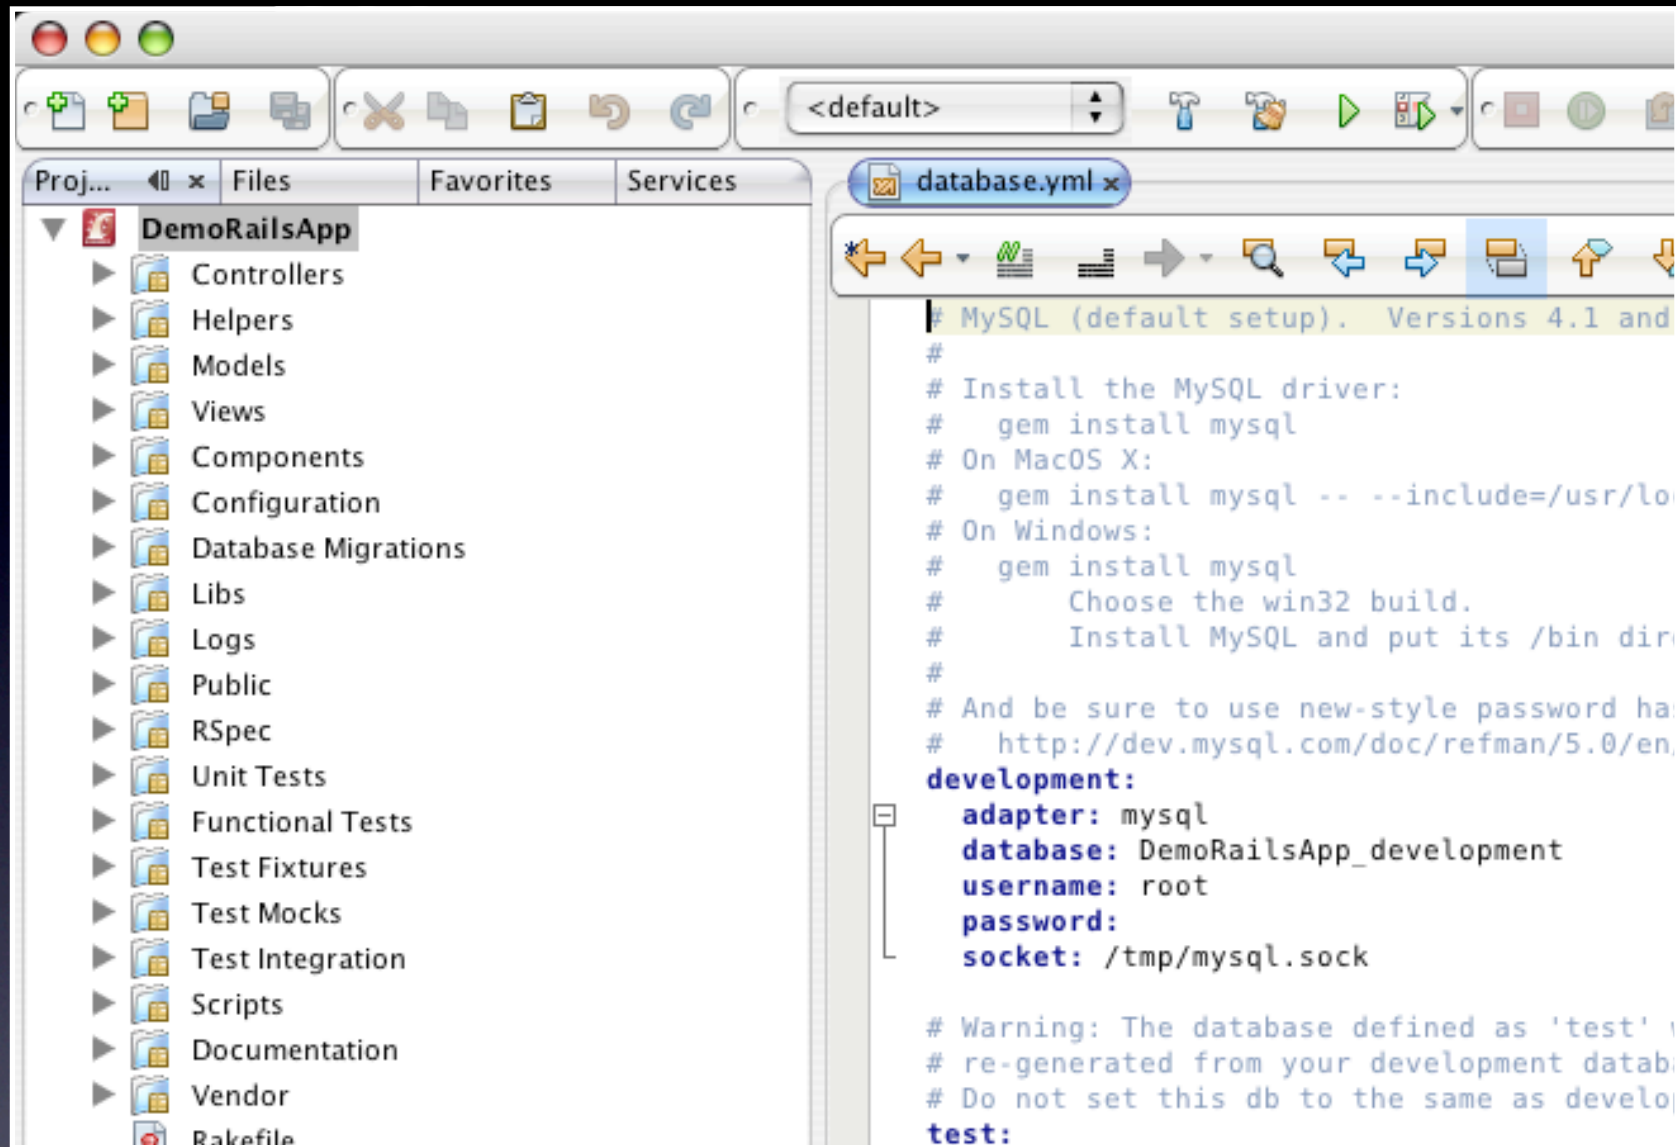 <default>
Proj...
Files
Favorites
Services
DemoRailsApp
Controllers
Helpers
Models
Views
Components
Configuration
Database Migrations
Libs
Logs
Public
RSpec
Unit Tests
Functional Tests
Test Fixtures
Test Mocks
Test Integration
Scripts
Documentation
Vendor
Rakefile
database.yml
# MySQL (default setup).  Versions 4.1 and
#
# Install the MySQL driver:
#   gem install mysql
# On MacOS X:
#   gem install mysql -- --include=/usr/lo
# On Windows:
#   gem install mysql
#       Choose the win32 build.
#       Install MySQL and put its /bin dir
#
# And be sure to use new-style password ha
#   http://dev.mysql.com/doc/refman/5.0/en
development:
  adapter: mysql
  database: DemoRailsApp_development
  username: root
  password:
  socket: /tmp/mysql.sock
# Warning: The database defined as 'test'
# re-generated from your development datab
# Do not set this db to the same as develo
test: